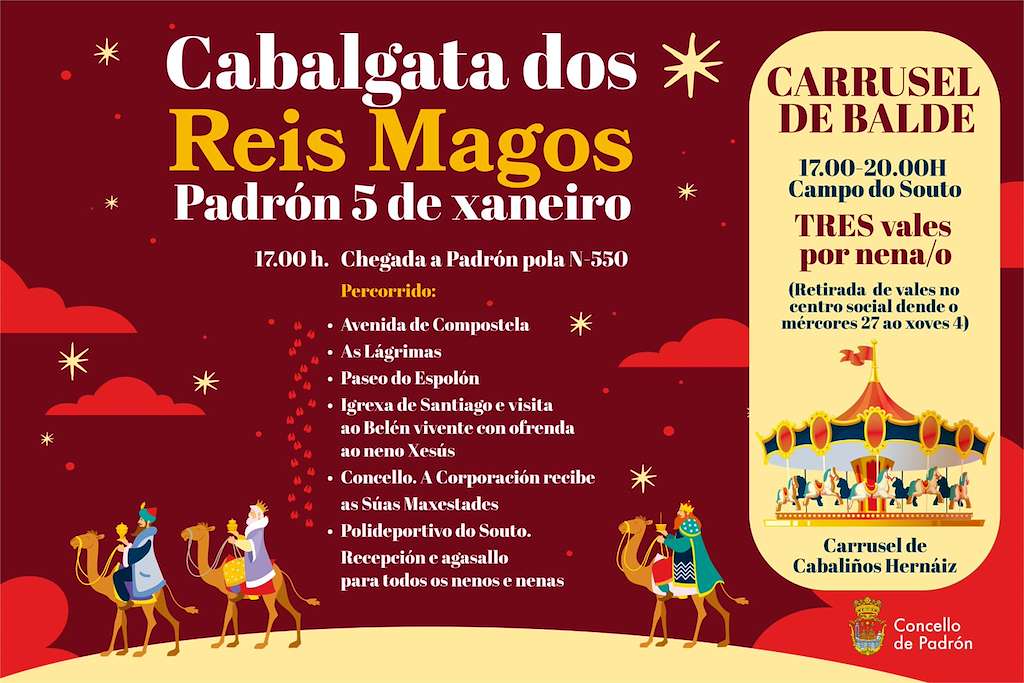 Cabalgata dos
Reis Magos
Padrón 5 de xaneiro
17.00 h. Chegada a Padrón pola N-550
Percorrido:
• Avenida de Compostela
• As Lágrimas
• Paseo do Espolón
• Igrexa de Santiago e visita
ao Belén vivente con ofrenda
ao neno Xesús
• Concello. A Corporación recibe
as Súas Maxestades
• Polideportivo do Souto.
Recepción e agasallo
para todos os nenos e nenas
CARRUSEL
DE BALDE
17.00-20.00H
Campo do Souto
TRES vales
por nena/o
(Retirada de vales no
centro social dende o
mércores 27 ao xoves 4)
Carrusel de
Cabaliños Hernáiz
Concello
de Padrón